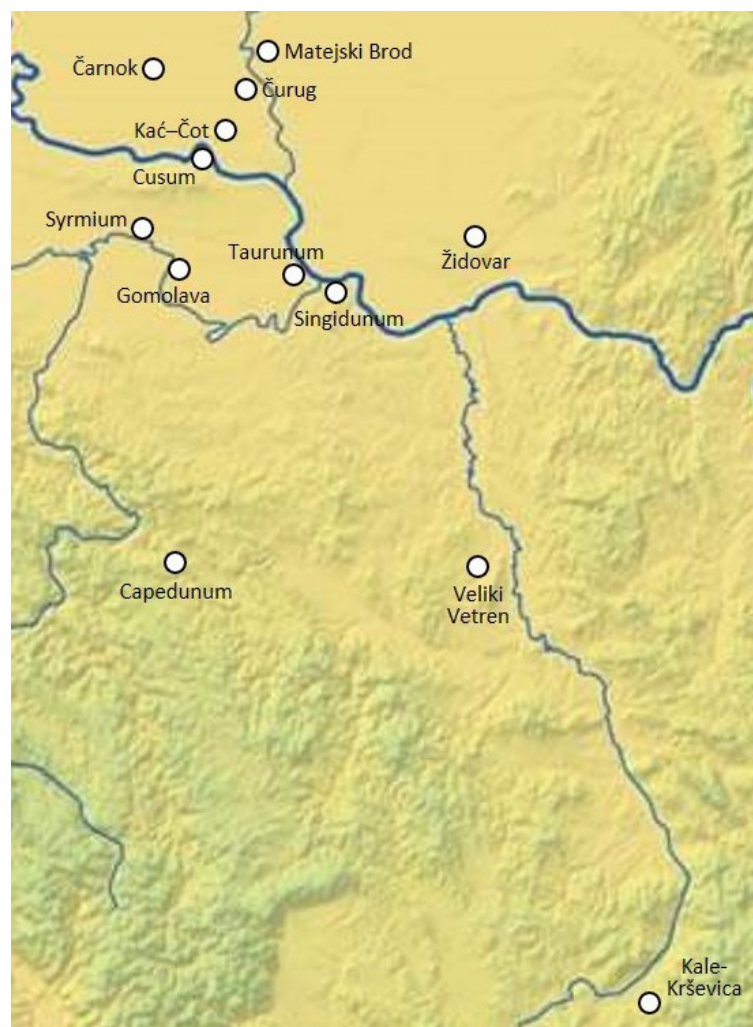 Matejski Brod
Čarnok
Čurug
Kać–Čot
Cusum
Syrmium
Taurunum
Židovar
Gomolava
Singidunum
Capedunum
Veliki
Vetren
Kale-
Krševica